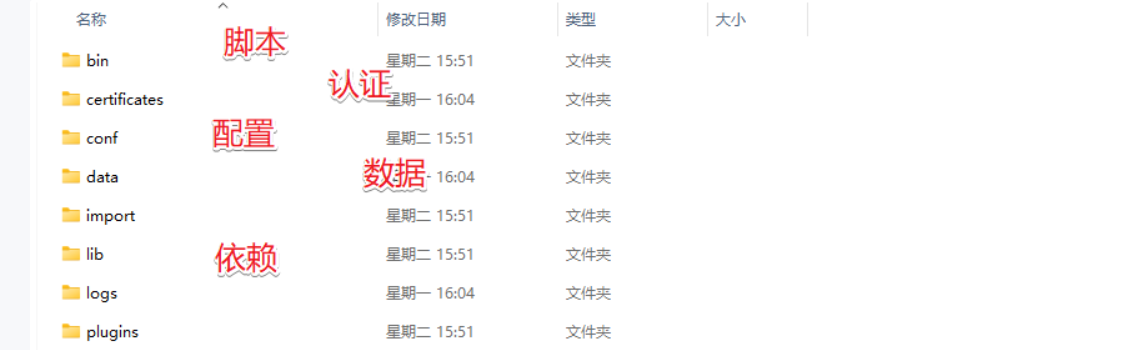 名称 修改日期 类型 大小
脚本
bin 星期二 15:51 文件夹
认证
certificates 星期一 16:04 文件夹
配置
conf 星期二 15:51 文件夹
数据
data 16:04 文件夹
import 星期二 15:51 文件夹
依赖
lib 星期二 15:51 文件夹
logs 星期一 16:04 文件夹
plugins 星期二 15:51 文件夹